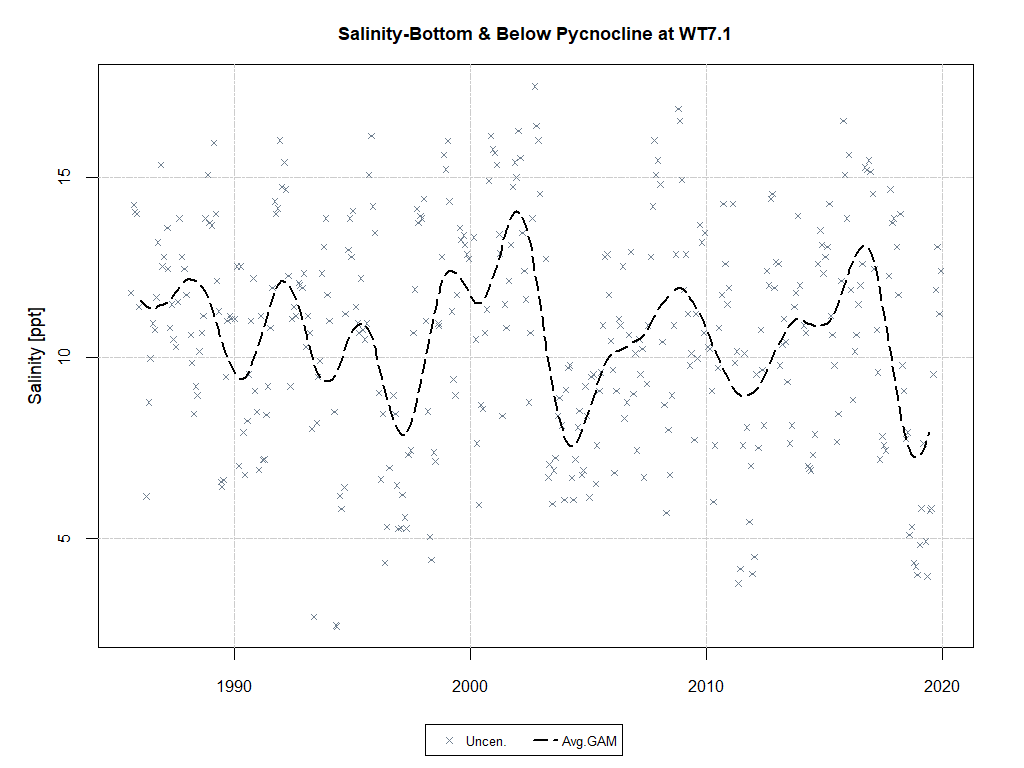 Salinity-Bottom & Below Pycnocline at WT7.1
Salinity [ppt]
15
10
5
1990 2000 2010 2020
Uncen. Avg.GAM